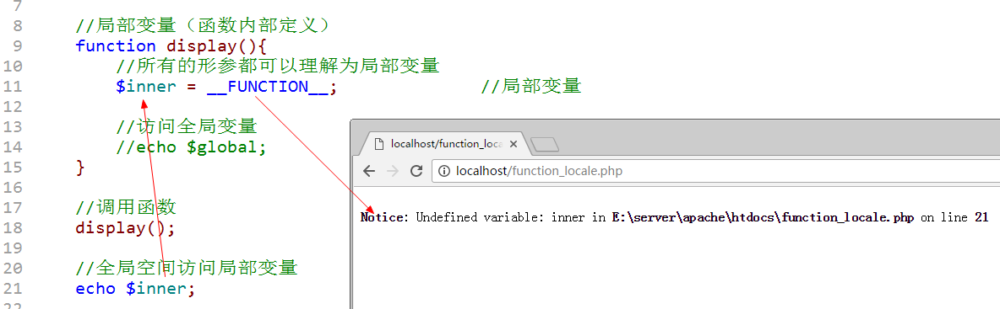 7
8 //局部变量（函数内部定义）
9 function display(){
10 //所有的形参都可以理解为局部变量
11 $inner = __FUNCTION__; //局部变量
12
13 //访问全局变量
14 //echo $global;
15 }
16
17 //调用函数
18 display();
19
20 //全局空间访问局部变量
21 echo $inner;
22
localhost/function_loca
localhost/function_locale.php
Notice: Undefined variable: inner in E:\server\apache\htdocs\function_locale.php on line 21